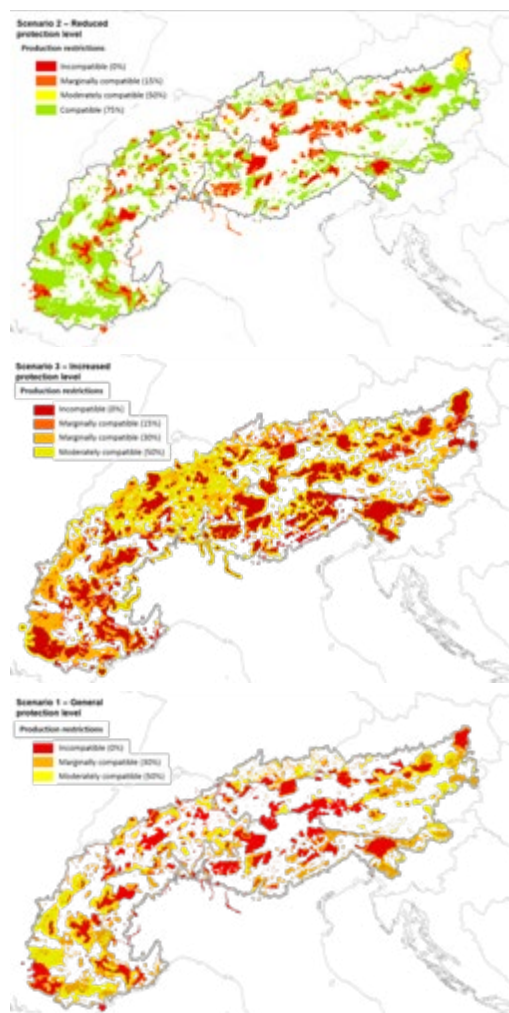 Scenario 2 – Reduced
protection level
Production restrictions
Incompatible (0%)
Marginally compatible (15%)
Moderately compatible (50%)
Compatible (75%)
Scenario 3 – Increased
protection level
Production restrictions
Incompatible (0%)
Marginally compatible (15%)
Marginally compatible (30%)
Moderately compatible (50%)
Scenario 1 – General
protection level
Production restrictions
Incompatible (0%)
Marginally compatible (30%)
Moderately compatible (50%)